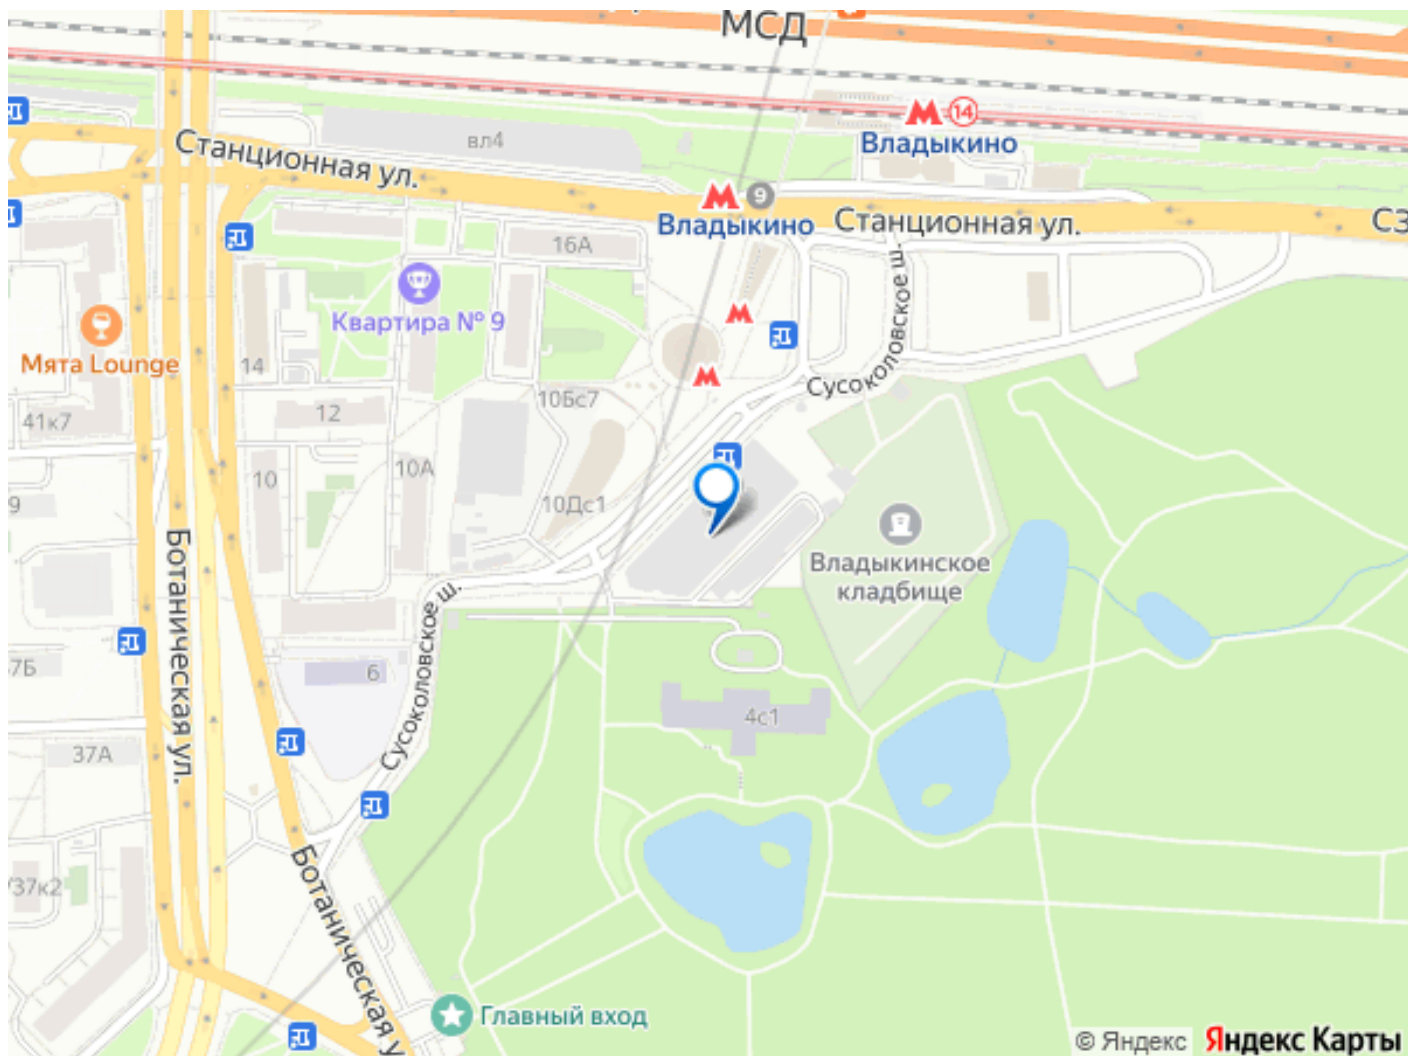 МСД
14
Владыкино
вл4
Станционная ул.
9
Владыкино
Станционная ул.
СЗ
16А
Квартира № 9
Мята Lounge
14
Сусоколовское ш.
41к7
12
10Бс7
10А
10
9
10Дс1
Владыкинское
кладбище
Ботаническая ул.
Сусоколовское ш.
7Б
6
4с1
37А
37к2
Ботаническая у
Главный вход
© Яндекс Яндекс Карты